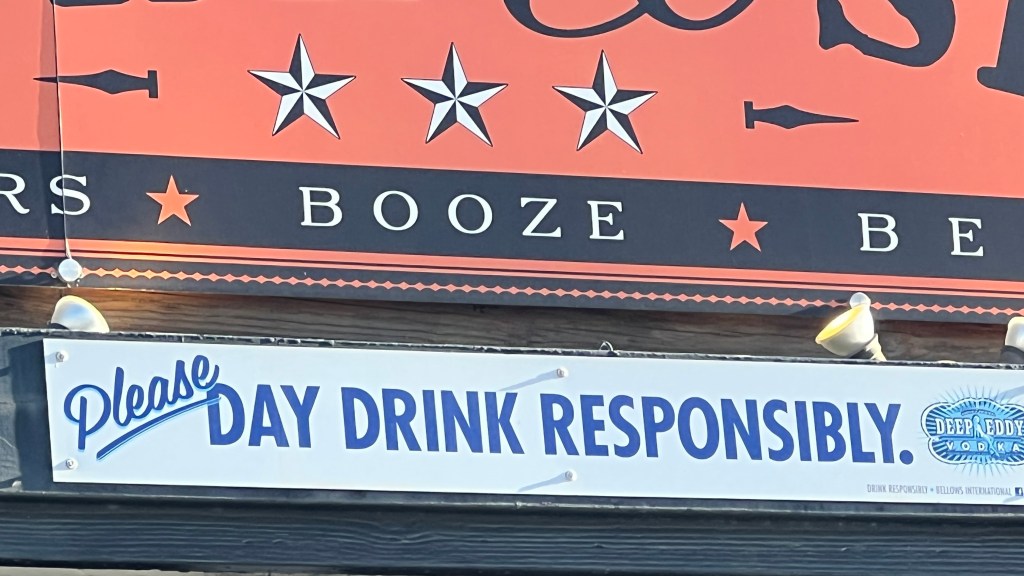 RS ★ BOOZE ★ BE
Please DAY DRINK RESPONSIBLY.
DEEP EDDY
VODKA
DRINK RESPONSIBLY • BELLOWS INTERNATIONAL